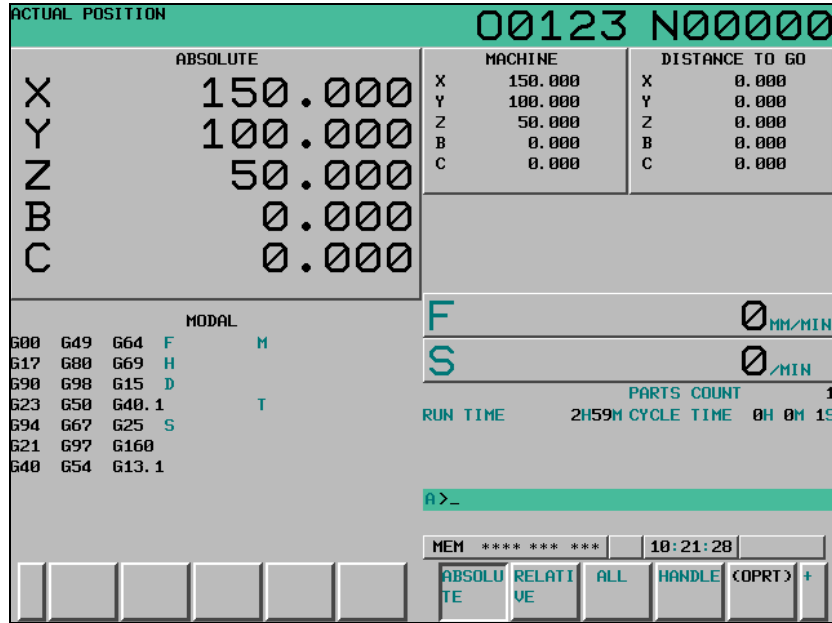 ACTUAL POSITION O0123 N00000
ABSOLUTE
X 150.000
Y 100.000
Z 50.000
B 0.000
C 0.000
MACHINE
X 150.000
Y 100.000
Z 50.000
B 0.000
C 0.000
DISTANCE TO GO
X 0.000
Y 0.000
Z 0.000
B 0.000
C 0.000
MODAL
G00 G49 G64 F M
G17 G80 G69 H
G90 G98 G15 D
G23 G50 G40.1 T
G94 G67 G25 S
G21 G97 G160
G40 G54 G13.1
F 0 MM/MIN
S 0 /MIN
PARTS COUNT 1
RUN TIME 2H59M CYCLE TIME 0H 0M 1S
A>_
MEM **** *** *** 10:21:28
ABSOLU
TE
RELATI
VE
ALL
HANDLE
(OPRT)
+